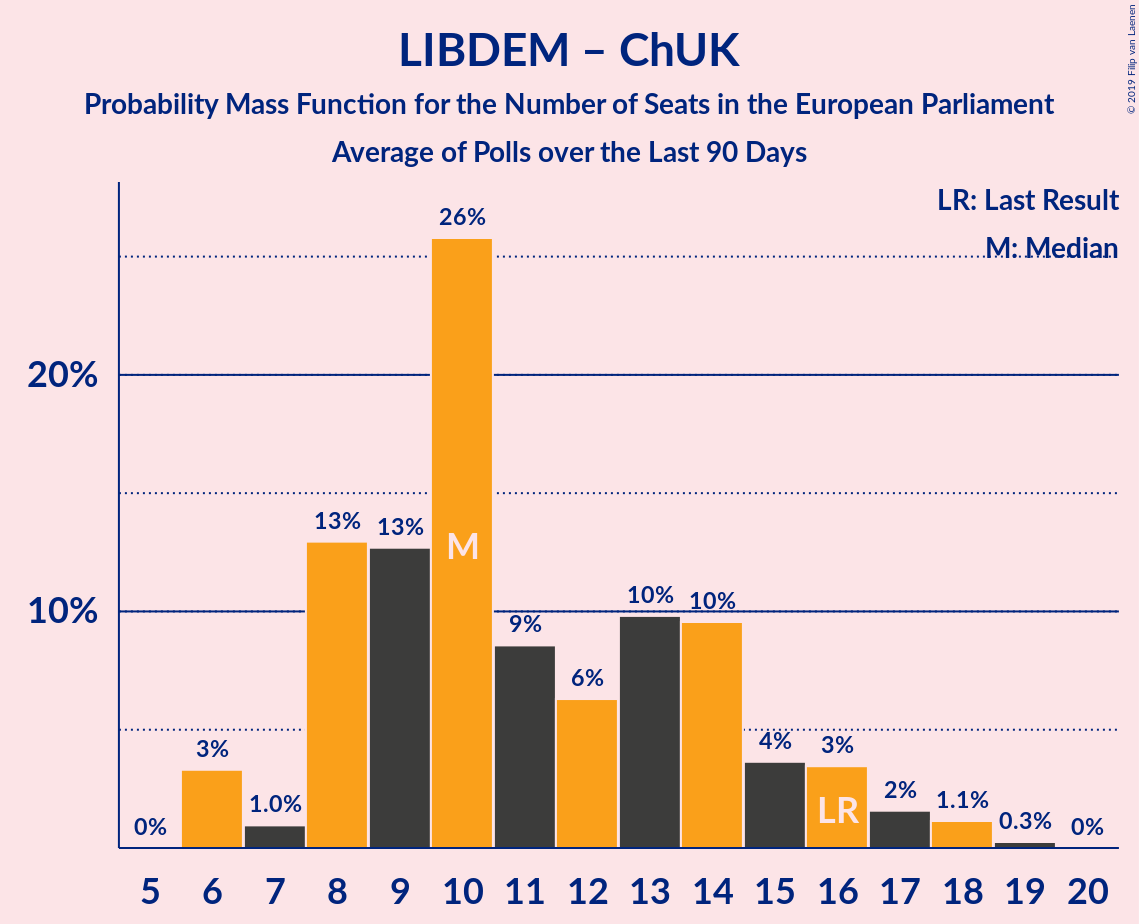 LIBDEM – ChUK
Probability Mass Function for the Number of Seats in the European Parliament
Average of Polls over the Last 90 Days
© 2019 Filip van Laenen
LR: Last Result
M: Median
26%
20%
13%
13%
M
10%
10%
10%
9%
6%
3%
4%
3%
1.0%
2%
1.1%
LR
0%
0.3%
0%
5 6 7 8 9 10 11 12 13 14 15 16 17 18 19 20